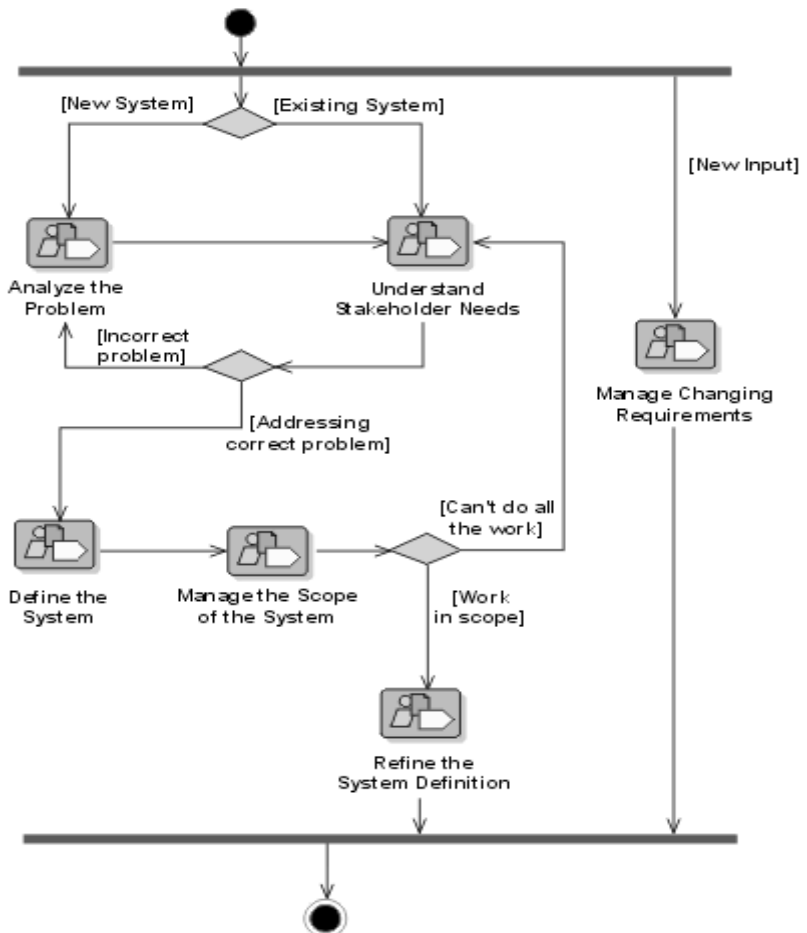 [New System]
[Existing System]
[New Input]
Analyze the
Problem
Understand
Stakeholder Needs
[Incorrect
problem]
Manage Changing
Requirements
[Addressing
correct problem]
[Can't do all
the work]
Define the
System
Manage the Scope
of the System
[Work
in scope]
Refine the
System Definition